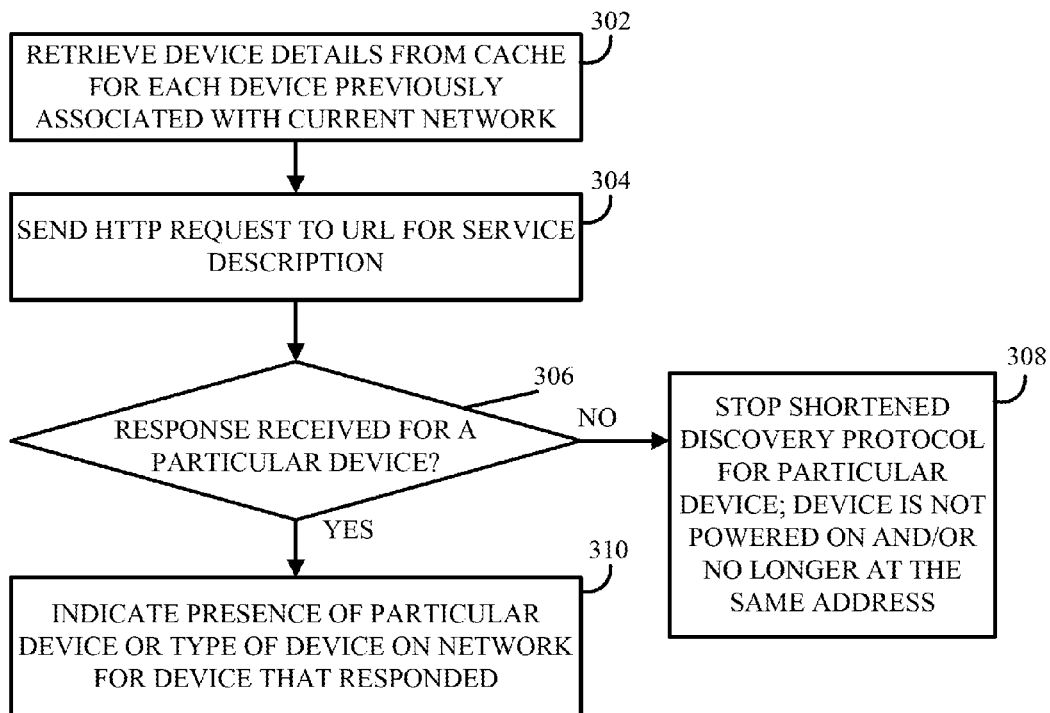 302
RETRIEVE DEVICE DETAILS FROM CACHE
FOR EACH DEVICE PREVIOUSLY
ASSOCIATED WITH CURRENT NETWORK
304
SEND HTTP REQUEST TO URL FOR SERVICE
DESCRIPTION
306
RESPONSE RECEIVED FOR A
PARTICULAR DEVICE?
NO
308
STOP SHORTENED
DISCOVERY PROTOCOL
FOR PARTICULAR
DEVICE; DEVICE IS NOT
POWERED ON AND/OR
NO LONGER AT THE
SAME ADDRESS
YES
310
INDICATE PRESENCE OF PARTICULAR
DEVICE OR TYPE OF DEVICE ON NETWORK
FOR DEVICE THAT RESPONDED